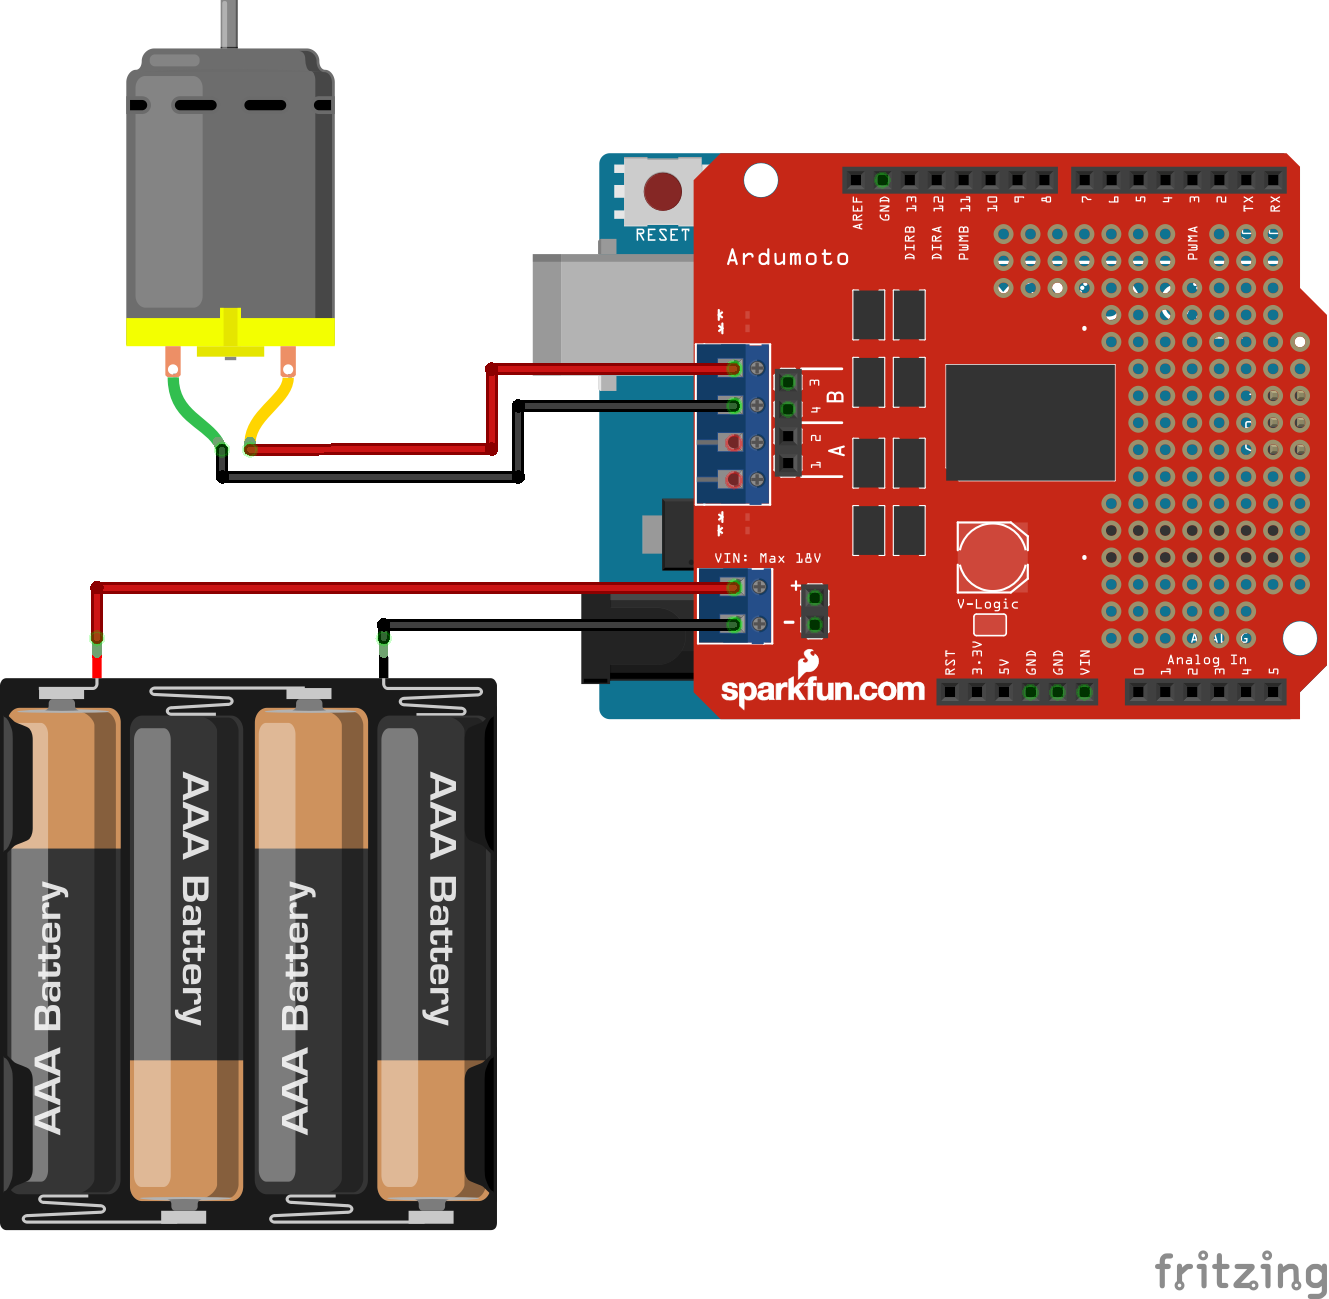 RESET
Ardumoto
AREF
GND
DIRB 13
DIRA 12
PWMB 11
10
9
8
7
6
5
4
PWMA 3
2
TX
RX
3
4
B
2
1
A
VIN: Max 18V
+
-
V-Logic
sparkfun.com
RST
3.3V
5V
GND
GND
VIN
Analog In
0
1
2
3
4
5
AAA Battery
AAA Battery
AAA Battery
AAA Battery
fritzing